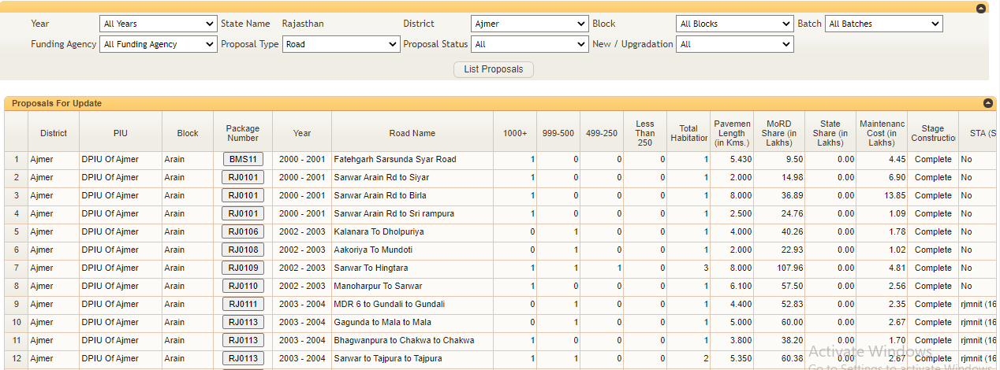 Year All Years State Name Rajasthan District Ajmer Block All Blocks Batch All Batches
Funding Agency All Funding Agency Proposal Type Road Proposal Status All New / Upgradation All
List Proposals
Proposals For Update
District PIU Block Package Number Year Road Name 1000+ 999-500 499-250 Less Than 250 Total Habitation Pavemen Length (in Kms.) MoRD Share (in Lakhs) State Share (in Lakhs) Maintenanc Cost (in Lakhs) Stage Constructio STA (S
1 Ajmer DPIU Of Ajmer Arain BMS11 2000 - 2001 Fatehgarh Sarsunda Syar Road 1 0 0 0 1 5.430 9.50 0.00 4.45 Complete No
2 Ajmer DPIU Of Ajmer Arain RJ0101 2000 - 2001 Sarwar Arain Rd to Siyar 1 0 0 0 1 2.000 14.98 0.00 6.90 Complete No
3 Ajmer DPIU Of Ajmer Arain RJ0101 2000 - 2001 Sarwar Arain Rd to Birla 1 0 0 0 1 8.000 36.89 0.00 13.85 Complete No
4 Ajmer DPIU Of Ajmer Arain RJ0101 2000 - 2001 Sarwar Arain Rd to Sri rampura 1 0 0 0 1 2.500 24.76 0.00 1.09 Complete No
5 Ajmer DPIU Of Ajmer Arain RJ0106 2002 - 2003 Kalanara To Dholpuriya 0 1 0 0 1 4.000 40.26 0.00 1.78 Complete No
6 Ajmer DPIU Of Ajmer Arain RJ0108 2002 - 2003 Aakoriya To Mundoti 0 1 0 0 1 2.000 22.93 0.00 1.02 Complete No
7 Ajmer DPIU Of Ajmer Arain RJ0109 2002 - 2003 Sarwar To Hingtara 1 1 1 0 3 8.000 107.96 0.00 4.81 Complete No
8 Ajmer DPIU Of Ajmer Arain RJ0110 2002 - 2003 Manoharpur To Sarwar 1 0 0 0 1 6.100 57.50 0.00 2.56 Complete No
9 Ajmer DPIU Of Ajmer Arain RJ0111 2003 - 2004 MDR 6 to Gundali to Gundali 0 1 0 0 1 4.400 52.83 0.00 2.35 Complete rjmnit (16
10 Ajmer DPIU Of Ajmer Arain RJ0113 2003 - 2004 Gagunda to Mala to Mala 0 1 0 0 1 5.000 60.00 0.00 2.67 Complete rjmnit (16
11 Ajmer DPIU Of Ajmer Arain RJ0113 2003 - 2004 Bhagwanpura to Chakwa to Chakwa 1 0 0 0 1 3.800 38.20 0.00 1.70 Complete rjmnit (16
12 Ajmer DPIU Of Ajmer Arain RJ0113 2003 - 2004 Sarwar to Tajpura to Tajpura 1 1 0 0 2 5.350 60.38 0.00 2.67 Complete rjmnit (16
Activate Windows
Go to Settings to activate Windows